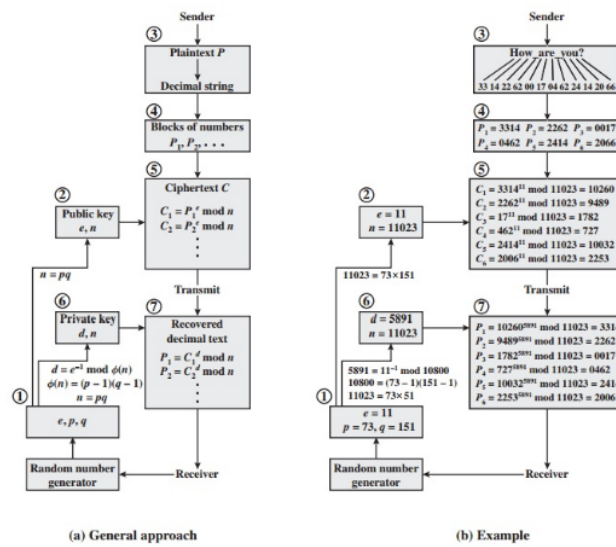 Sender
③
Plaintext P
Decimal string
④
Blocks of numbers
P₁, P₂, . . .
⑤
Ciphertext C
C₁ = P₁ᵉ mod n
C₂ = P₂ᵉ mod n
②
Public key
e, n
n = pq
Transmit
⑥
Private key
d, n
⑦
Recovered
decimal text
P₁ = C₁ᵈ mod n
P₂ = C₂ᵈ mod n
d = e⁻¹ mod ϕ(n)
ϕ(n) = (p – 1)(q – 1)
n = pq
①
e, p, q
Random number
generator
Receiver
(a) General approach
Sender
③
How_are_you?
33 14 22 62 00 17 04 62 24 14 20 66
④
P₁ = 3314 P₂ = 2262 P₃ = 0017
P₄ = 0462 P₅ = 2414 P₆ = 2066
⑤
C₁ = 3314¹¹ mod 11023 = 10260
C₂ = 2262¹¹ mod 11023 = 9489
C₃ = 17¹¹ mod 11023 = 1782
C₄ = 462¹¹ mod 11023 = 727
C₅ = 2414¹¹ mod 11023 = 10032
C₆ = 2006¹¹ mod 11023 = 2253
②
e = 11
n = 11023
11023 = 73 × 151
Transmit
⑥
d = 5891
n = 11023
⑦
P₁ = 10260⁵⁸⁹¹ mod 11023 = 331
P₂ = 9489⁵⁸⁹¹ mod 11023 = 2262
P₃ = 1782⁵⁸⁹¹ mod 11023 = 0017
P₄ = 727⁵⁸⁹¹ mod 11023 = 0462
P₅ = 10032⁵⁸⁹¹ mod 11023 = 241
P₆ = 2253⁵⁸⁹¹ mod 11023 = 2006
5891 = 11⁻¹ mod 10800
10800 = (73 – 1)(151 – 1)
11023 = 73 × 51
①
e = 11
p = 73, q = 151
Random number
generator
Receiver
(b) Example